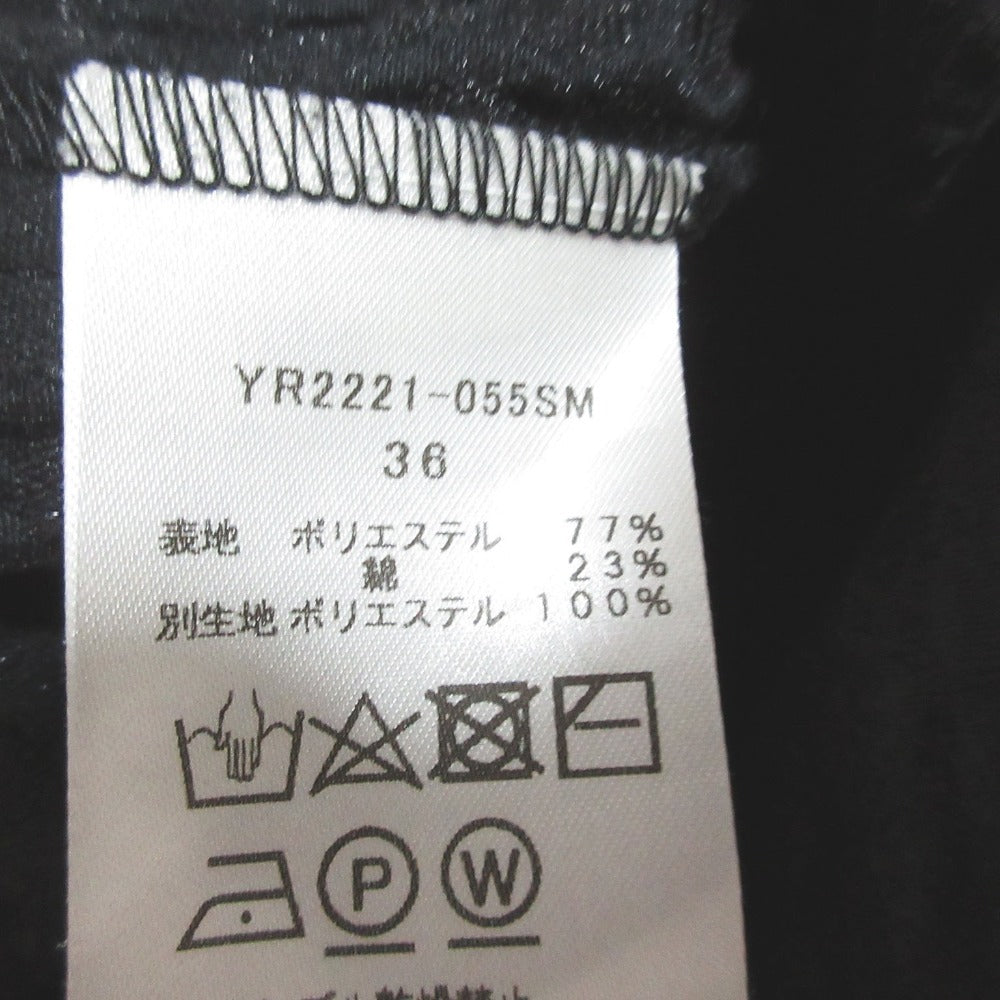 YR2221-055SM
36
表地 ポリエステル 77%
綿 23%
別生地 ポリエステル 100%
P W